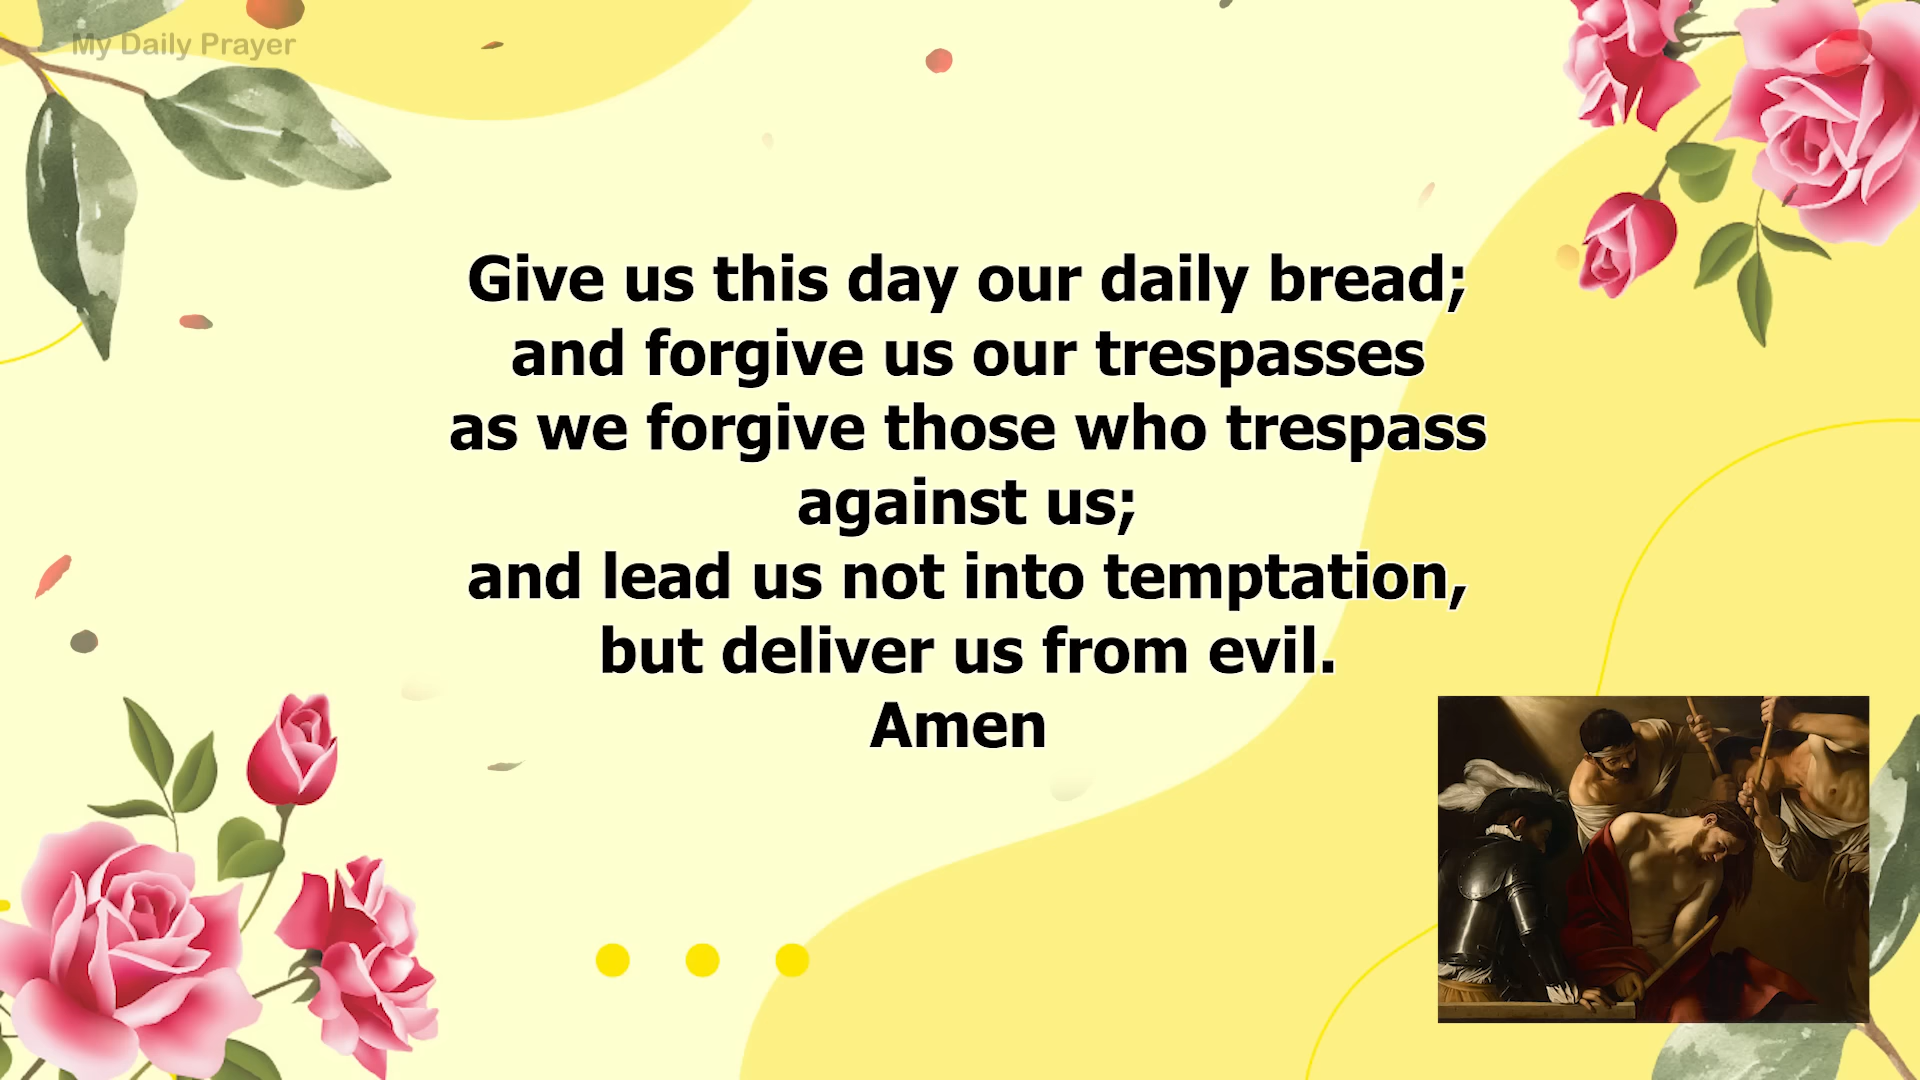 My Daily Prayer
Give us this day our daily bread;
and forgive us our trespasses
as we forgive those who trespass
against us;
and lead us not into temptation,
but deliver us from evil.
Amen